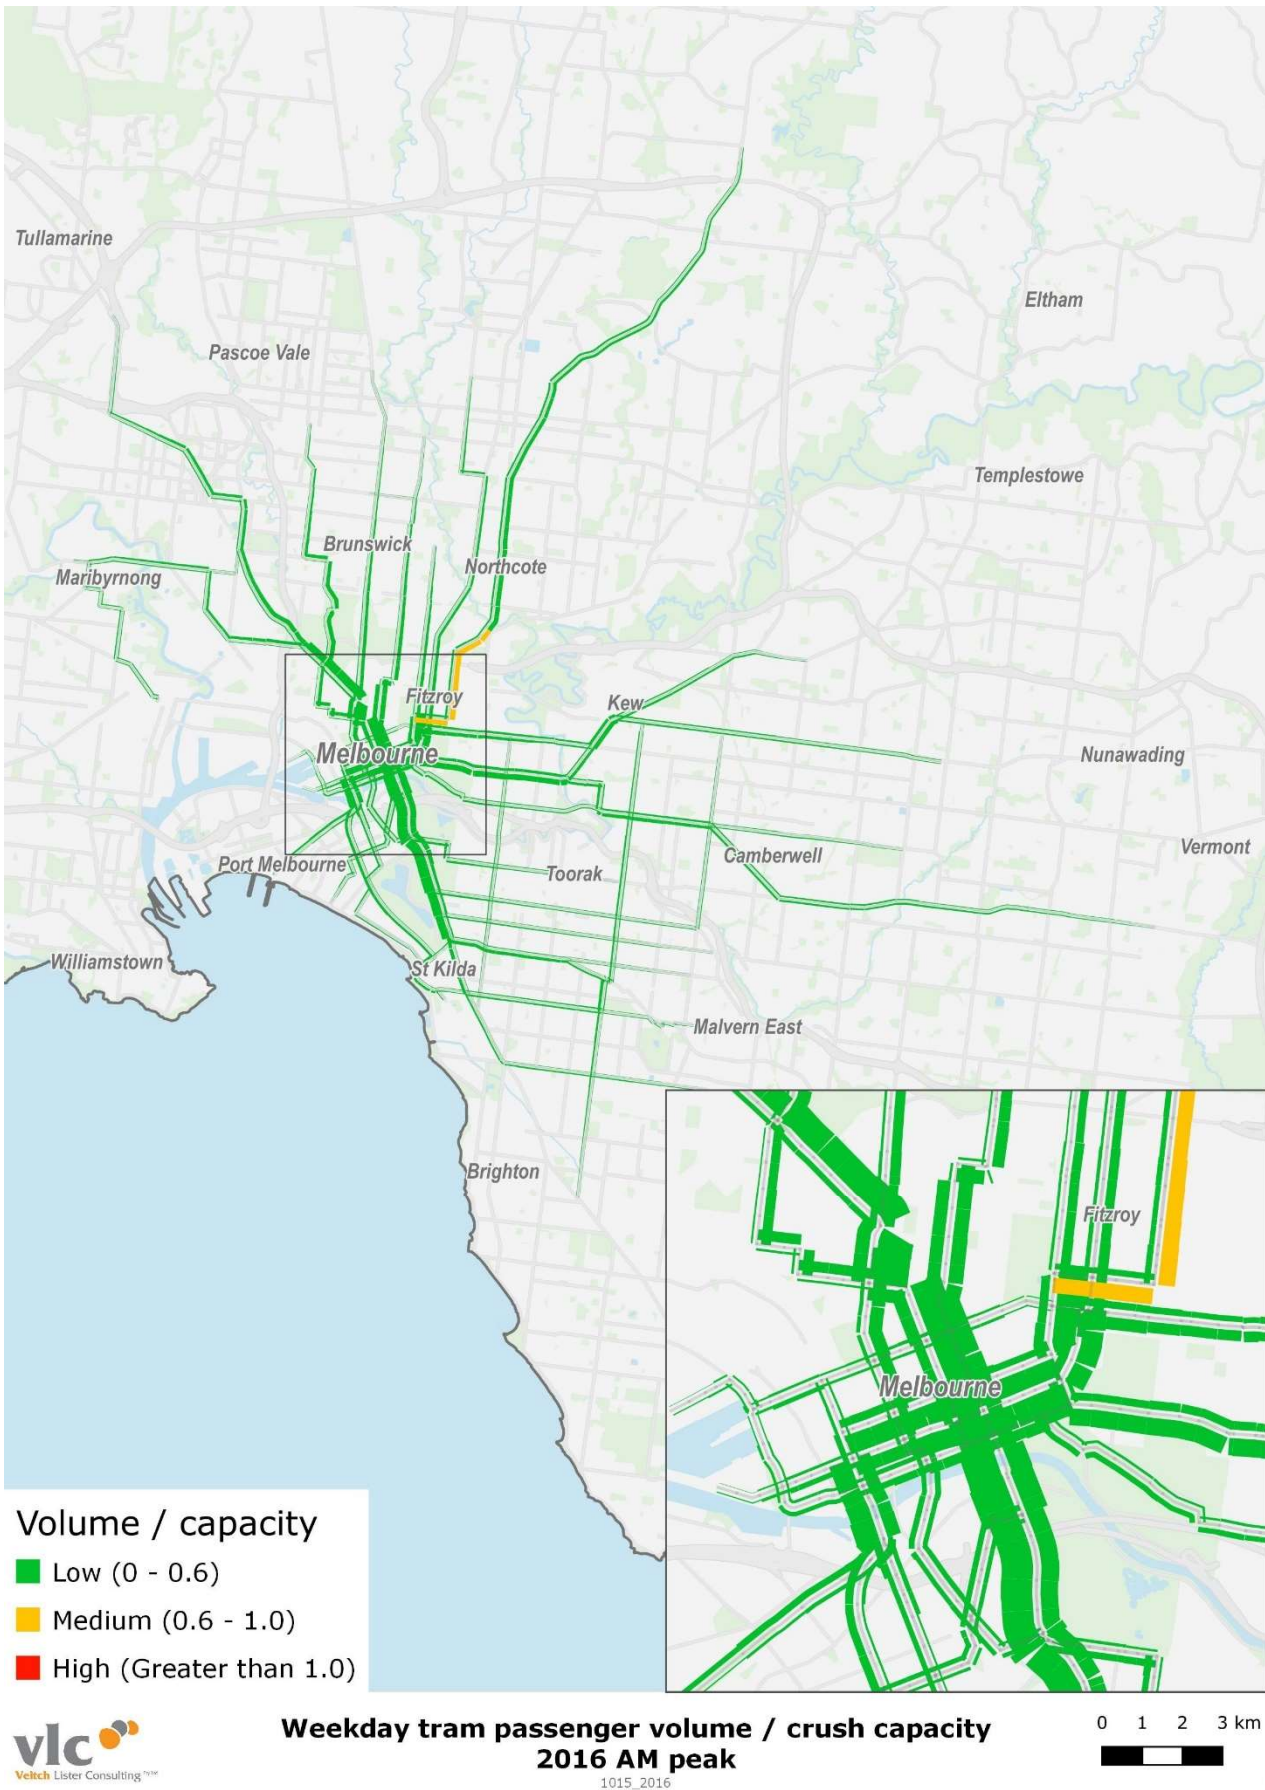 Tullamarine
Eltham
Pascoe Vale
Templestowe
Brunswick
Northcote
Maribyrnong
Fitzroy
Kew
Melbourne
Nunawading
Port Melbourne
Toorak
Camberwell
Vermont
Williamstown
St Kilda
Malvern East
Brighton
Fitzroy
Melbourne
Volume / capacity
Low (0 - 0.6)
Medium (0.6 - 1.0)
High (Greater than 1.0)
vlc
Veitch Lister Consulting
Weekday tram passenger volume / crush capacity
2016 AM peak
1015_2016
0 1 2 3 km